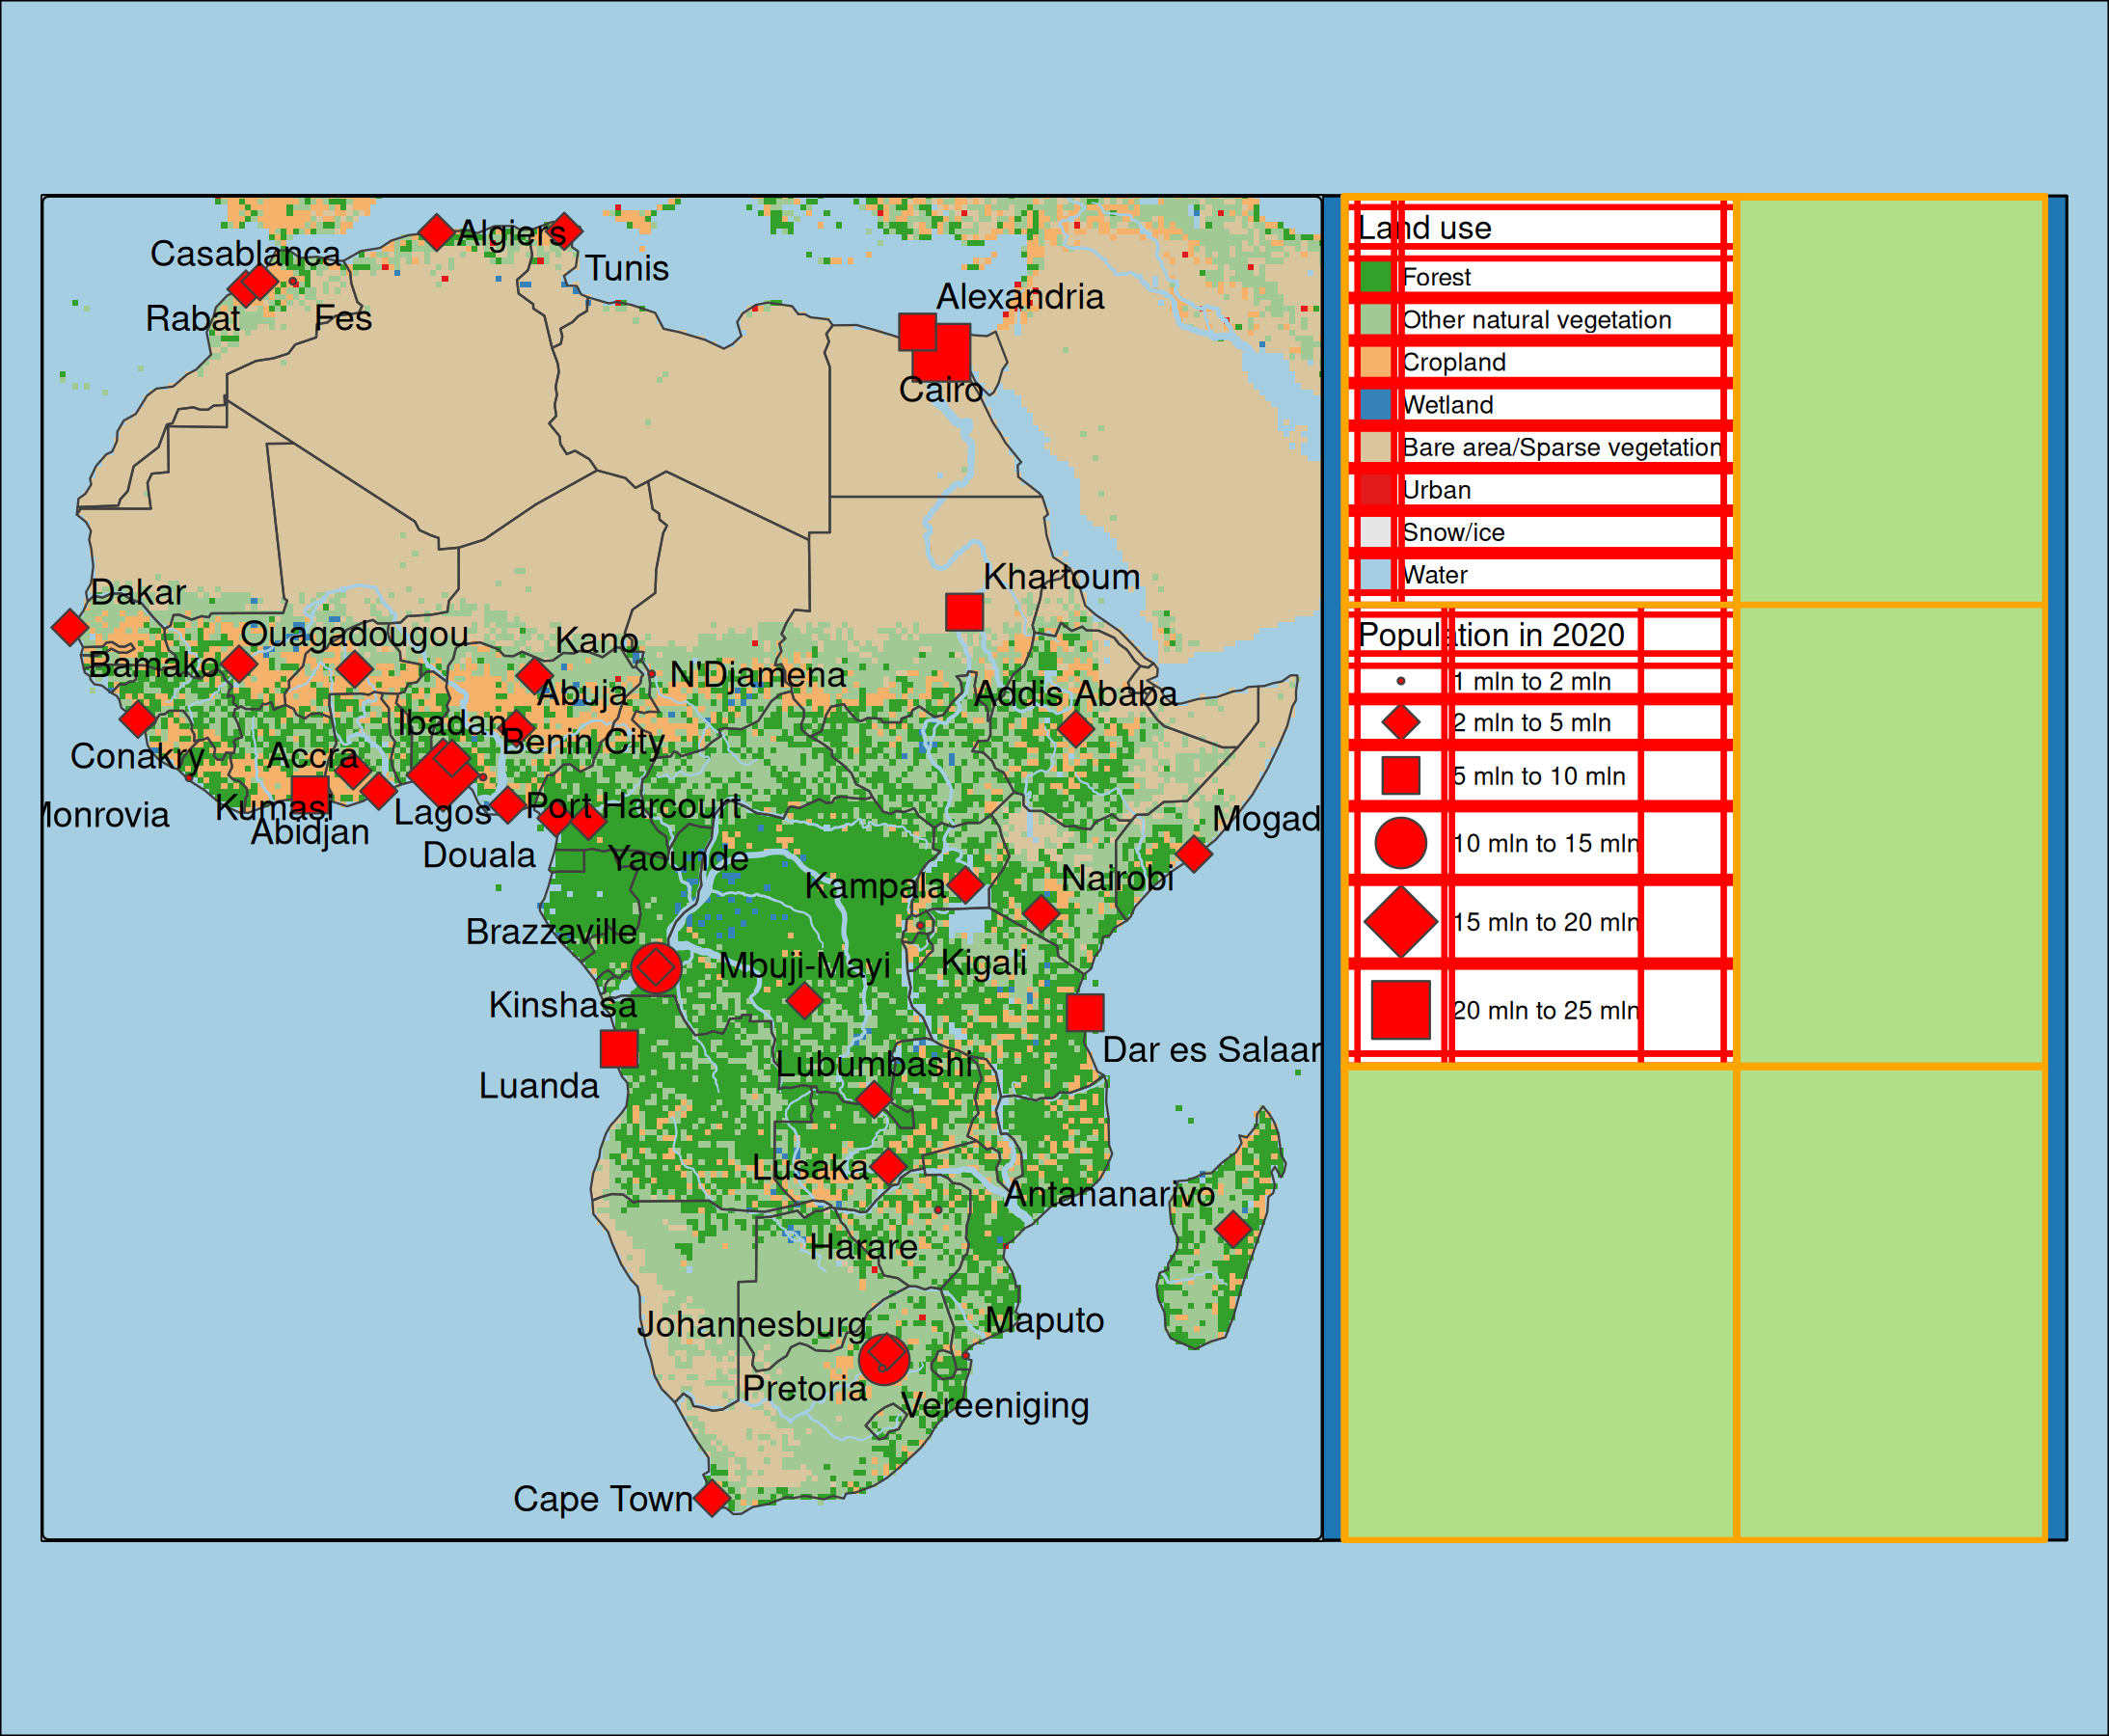 Algiers
Casablanca
Tunis
Alexandria
Rabat
Fes
Cairo
Khartoum
Dakar
Ouagadougou
Kano
Bamako
N'Djamena
Abuja
Addis Ababa
Ibadan
Benin City
Conakry
Accra
Kumasi
Port Harcourt
Lagos
onrovia
Mogad
Abidjan
Douala
Yaounde
Kampala
Nairobi
Brazzaville
Mbuji-Mayi
Kigali
Kinshasa
Dar es Salaar
Lubumbashi
Luanda
Lusaka
Antananarivo
Harare
Johannesburg
Maputo
Pretoria
Vereeniging
Cape Town
Land use
Forest
Other natural vegetation
Cropland
Wetland
Bare area/Sparse vegetation
Urban
Snow/ice
Water
Population in 2020
1 mln to 2 mln
2 mln to 5 mln
5 mln to 10 mln
10 mln to 15 mln
15 mln to 20 mln
20 mln to 25 mln